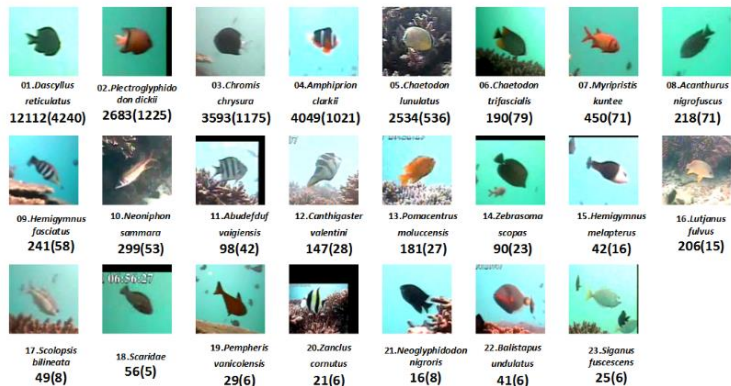 01.Dascyllus reticulatus
12112(4240)
02.Plectroglyphido don dickii
2683(1225)
03.Chromis chrysura
3593(1175)
04.Amphiprion clarkii
4049(1021)
05.Chaetodon lunulatus
2534(536)
06.Chaetodon trifascialis
190(79)
07.Myripristis kuntee
450(71)
08.Acanthurus nigrofuscus
218(71)
09.Hemigymnus fasciatus
241(58)
10.Neoniphon sammara
299(53)
11.Abudefduf vaigiensis
98(42)
12.Canthigaster valentini
147(28)
13.Pomacentrus moluccensis
181(27)
14.Zebrasoma scopas
90(23)
15.Hemigymnus melapterus
42(16)
16.Lutjanus fulvus
206(15)
06:56:27
17.Scolopsis bilineata
49(8)
18.Scaridae
56(5)
19.Pempheris vanicolensis
29(6)
20.Zanclus cornutus
21(6)
21.Neoglyphidodon nigroris
16(8)
22.Balistapus undulatus
41(6)
23.Siganus fuscescens
25(6)